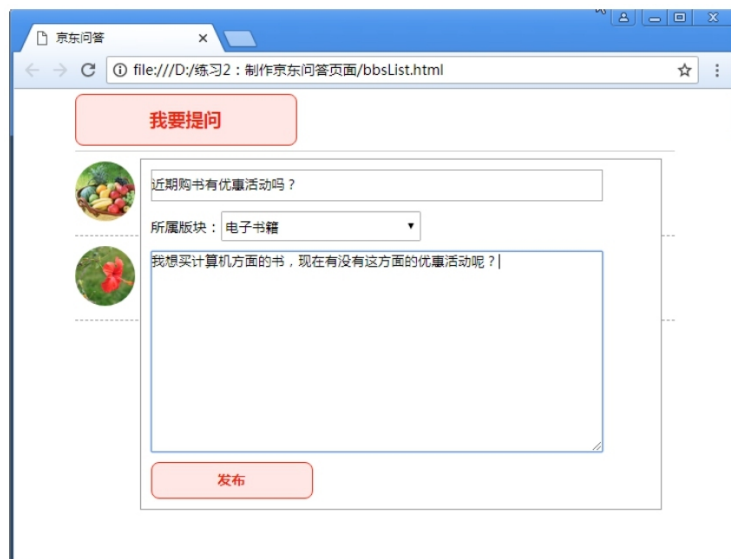 京东问答
file:///D:/练习2：制作京东问答页面/bbsList.html
我要提问
近期购书有优惠活动吗？
所属版块：电子书籍
我想买计算机方面的书，现在有没有这方面的优惠活动呢？
发布